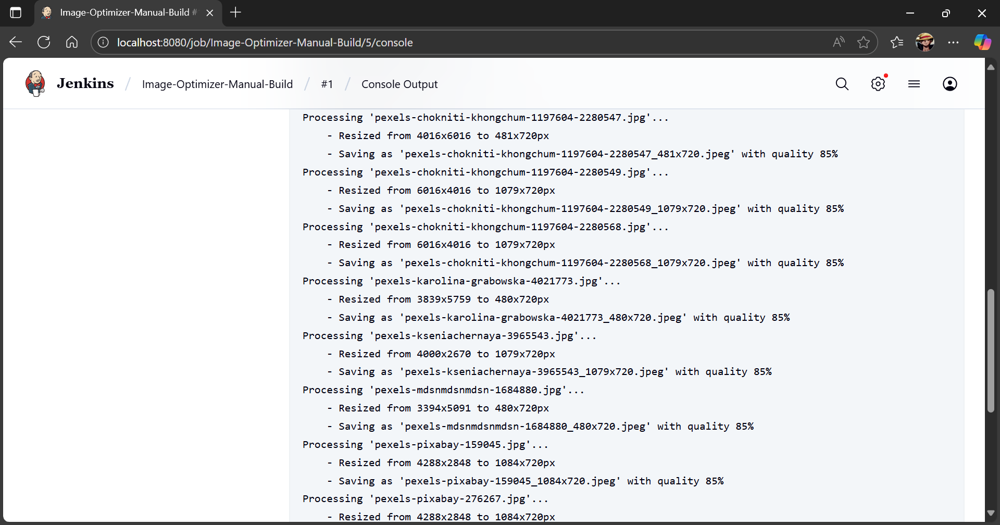 Image-Optimizer-Manual-Build #
localhost:8080/job/Image-Optimizer-Manual-Build/5/console
Jenkins / Image-Optimizer-Manual-Build / #1 / Console Output
Processing 'pexels-chokniti-khongchum-1197604-2280547.jpg'...
- Resized from 4016x6016 to 481x720px
- Saving as 'pexels-chokniti-khongchum-1197604-2280547_481x720.jpeg' with quality 85%
Processing 'pexels-chokniti-khongchum-1197604-2280549.jpg'...
- Resized from 6016x4016 to 1079x720px
- Saving as 'pexels-chokniti-khongchum-1197604-2280549_1079x720.jpeg' with quality 85%
Processing 'pexels-chokniti-khongchum-1197604-2280568.jpg'...
- Resized from 6016x4016 to 1079x720px
- Saving as 'pexels-chokniti-khongchum-1197604-2280568_1079x720.jpeg' with quality 85%
Processing 'pexels-karolina-grabowska-4021773.jpg'...
- Resized from 3839x5759 to 480x720px
- Saving as 'pexels-karolina-grabowska-4021773_480x720.jpeg' with quality 85%
Processing 'pexels-kseniachernaya-3965543.jpg'...
- Resized from 4000x2670 to 1079x720px
- Saving as 'pexels-kseniachernaya-3965543_1079x720.jpeg' with quality 85%
Processing 'pexels-mdsnmdsnmdsn-1684880.jpg'...
- Resized from 3394x5091 to 480x720px
- Saving as 'pexels-mdsnmdsnmdsn-1684880_480x720.jpeg' with quality 85%
Processing 'pexels-pixabay-159045.jpg'...
- Resized from 4288x2848 to 1084x720px
- Saving as 'pexels-pixabay-159045_1084x720.jpeg' with quality 85%
Processing 'pexels-pixabay-276267.jpg'...
- Resized from 4288x2848 to 1084x720px